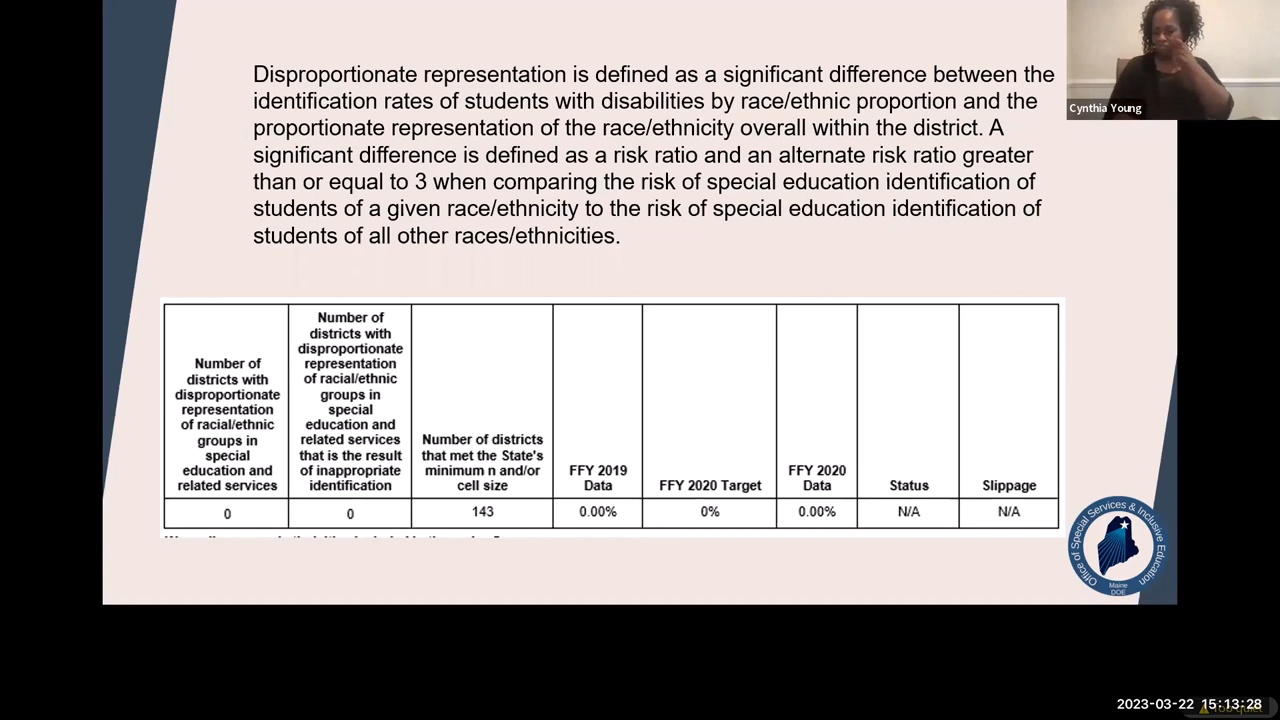 Disproportionate representation is defined as a significant difference between the
identification rates of students with disabilities by race/ethnic proportion and the
proportionate representation of the race/ethnicity overall within the district. A
significant difference is defined as a risk ratio and an alternate risk ratio greater
than or equal to 3 when comparing the risk of special education identification of
students of a given race/ethnicity to the risk of special education identification of
students of all other races/ethnicities.
Cynthia Young
Number of
districts with
disproportionate
representation
of racial/ethnic
groups in
special
education and
related services
Number of
districts with
disproportionate
representation
of racial/ethnic
groups in
special
education and
related services
that is the result
of inappropriate
identification
Number of districts
that met the State's
minimum n and/or
cell size
FFY 2019
Data
FFY 2020 Target
FFY 2020
Data
Status
Slippage
0
0
143
0.00%
0%
0.00%
N/A
N/A
Office of Special Services & Inclusive Education
Maine
DOE
2023-03-22 15:13:28